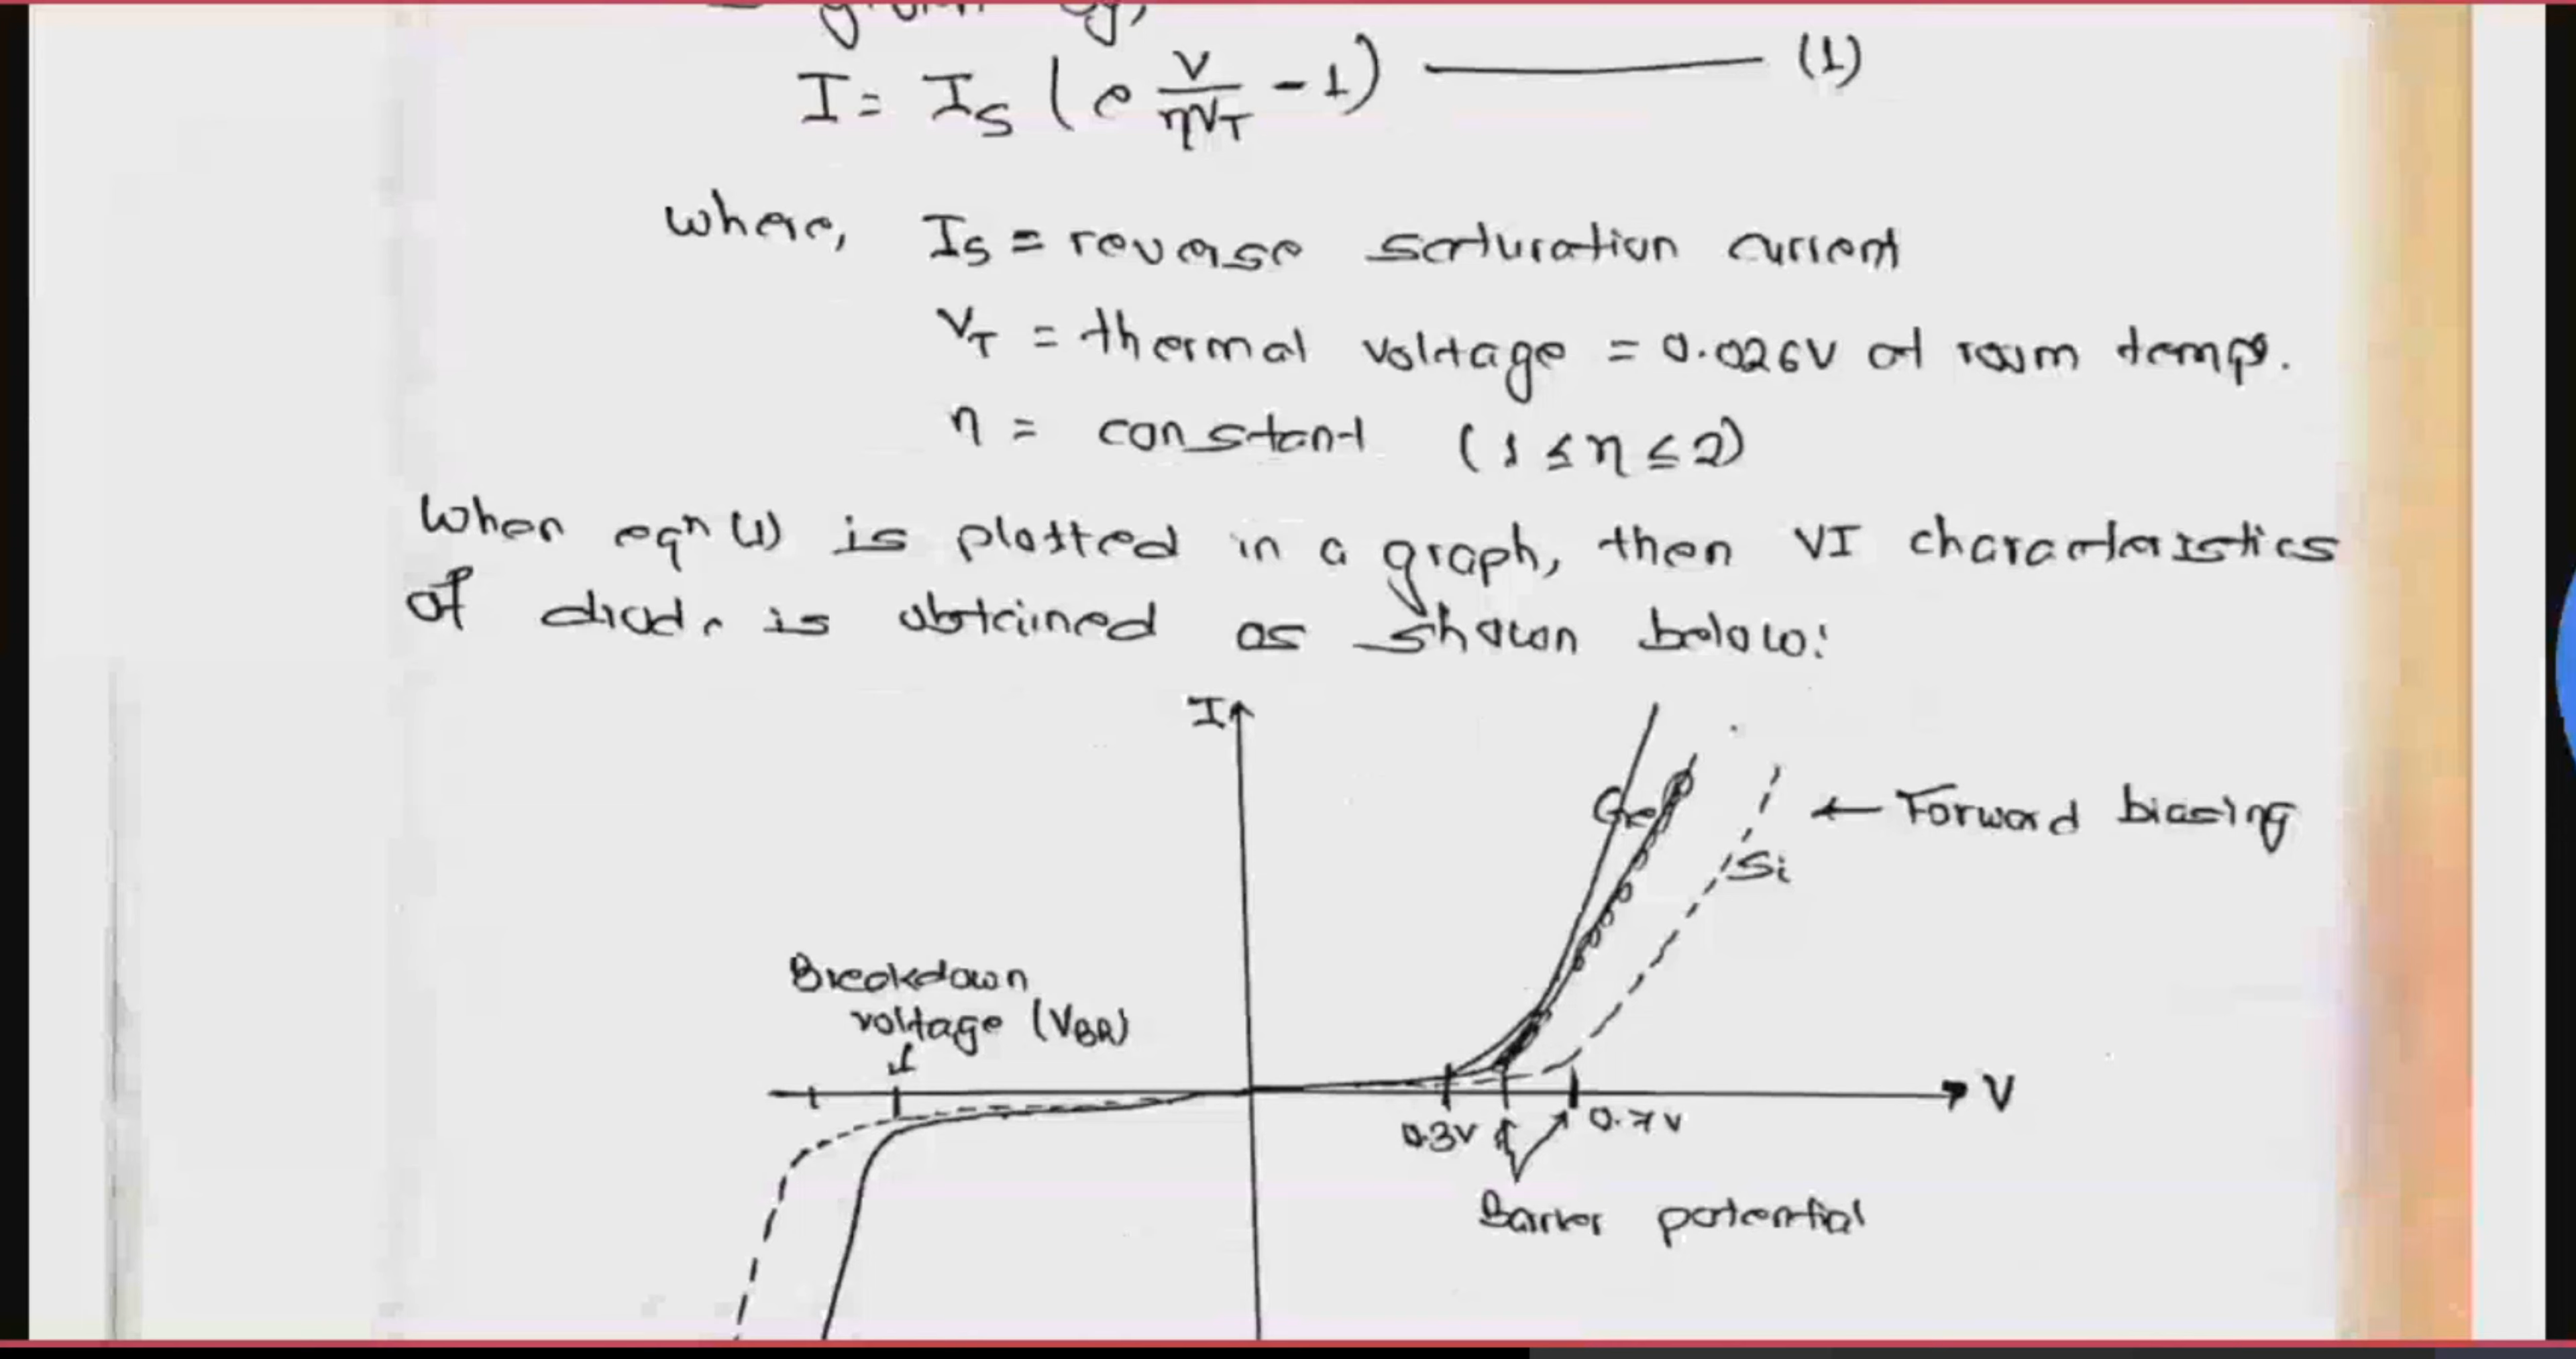 given by,
I = Is (e V/ηVT - 1) ——— (1)
where, Is = reverse saturation current
VT = thermal voltage = 0.026V at room temp.
η = constant (1 ≤ η ≤ 2)
When eqn (1) is plotted in a graph, then VI characteristics
of diode is obtained as shown below:
I
Ge
← Forward biasing
Si
Breakdown
voltage (VBR)
V
0.3V
0.7V
Barrier potential